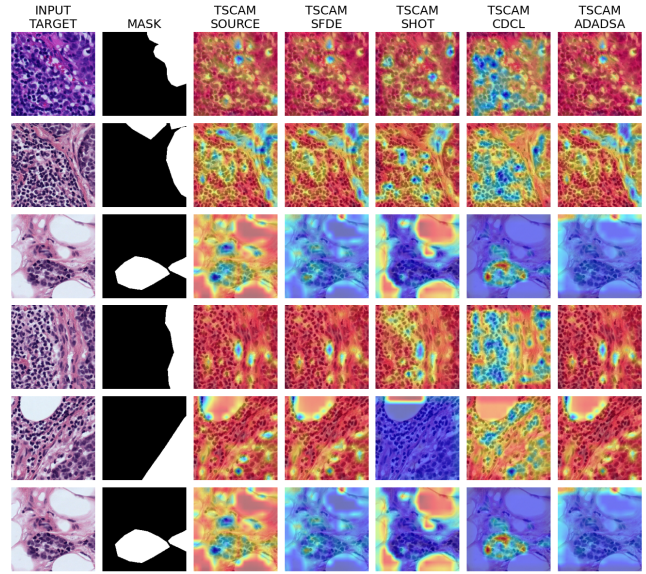 INPUT TARGET
MASK
TSCAM SOURCE
TSCAM SFDE
TSCAM SHOT
TSCAM CDCL
TSCAM ADADSA